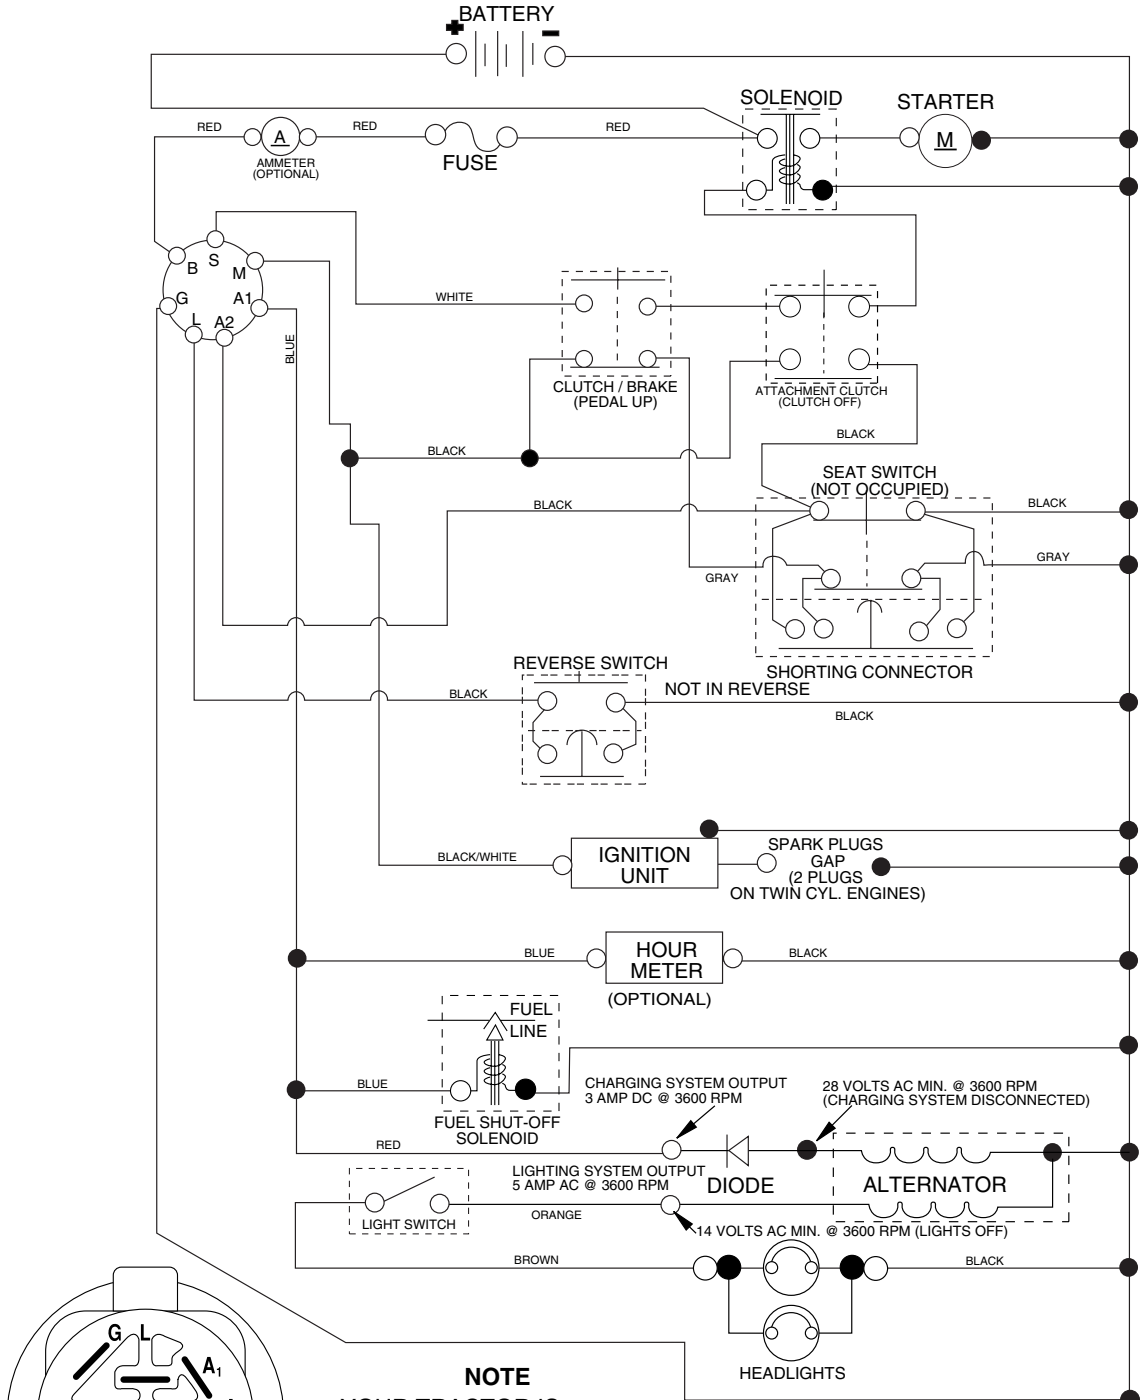 BATTERY
+
-
SOLENOID
STARTER
RED
A
RED
RED
M
AMMETER
(OPTIONAL)
FUSE
B
S
M
G
A1
L
A2
WHITE
BLUE
CLUTCH / BRAKE
(PEDAL UP)
ATTACHMENT CLUTCH
(CLUTCH OFF)
BLACK
BLACK
SEAT SWITCH
(NOT OCCUPIED)
BLACK
BLACK
GRAY
GRAY
REVERSE SWITCH
SHORTING CONNECTOR
BLACK
NOT IN REVERSE
BLACK
BLACK/WHITE
IGNITION
UNIT
SPARK PLUGS
GAP
(2 PLUGS
ON TWIN CYL. ENGINES)
BLUE
HOUR
METER
BLACK
(OPTIONAL)
FUEL
LINE
BLUE
FUEL SHUT-OFF
SOLENOID
CHARGING SYSTEM OUTPUT
3 AMP DC @ 3600 RPM
28 VOLTS AC MIN. @ 3600 RPM
(CHARGING SYSTEM DISCONNECTED)
RED
LIGHTING SYSTEM OUTPUT
5 AMP AC @ 3600 RPM
DIODE
ALTERNATOR
LIGHT SWITCH
ORANGE
14 VOLTS AC MIN. @ 3600 RPM (LIGHTS OFF)
BROWN
BLACK
G L
A1
HEADLIGHTS
NOTE